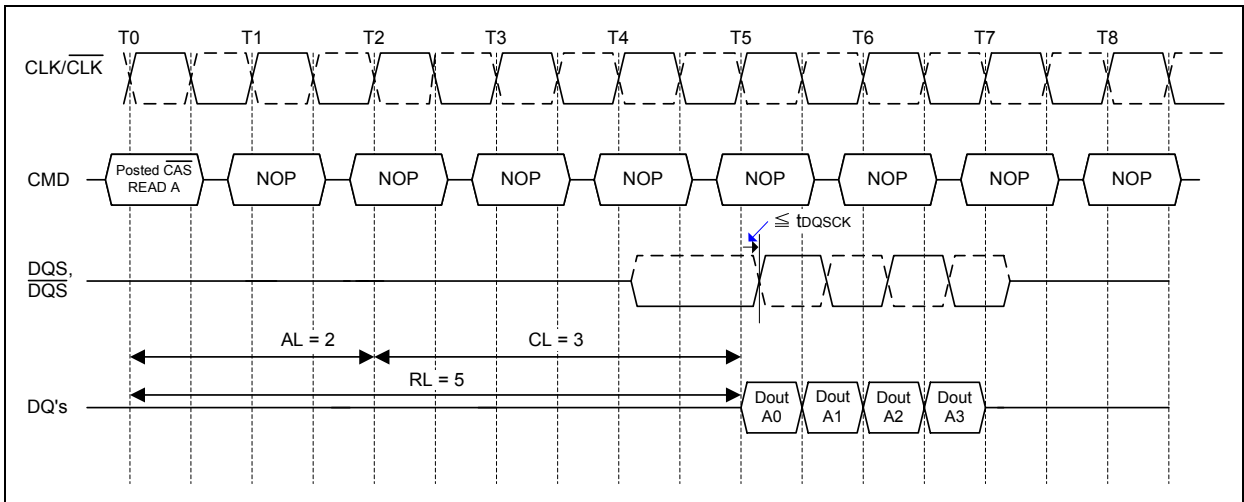 T0 T1 T2 T3 T4 T5 T6 T7 T8
CLK/CLK
CMD
Posted CAS
READ A
NOP NOP NOP NOP NOP NOP NOP NOP
≦ tDQSCK
DQS,
DQS
AL = 2
CL = 3
RL = 5
DQ's
Dout
A0
Dout
A1
Dout
A2
Dout
A3